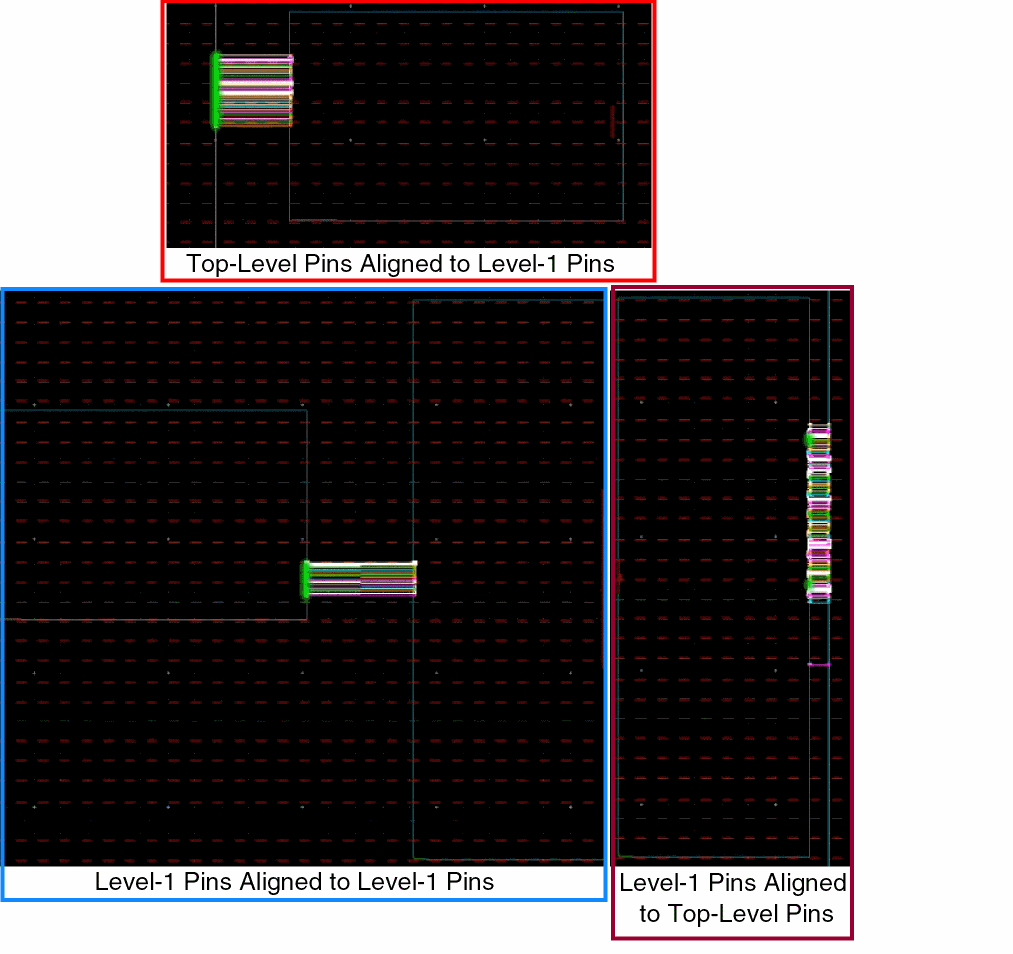 Top-Level Pins Aligned to Level-1 Pins
Level-1 Pins Aligned to Level-1 Pins
Level-1 Pins Aligned
to Top-Level Pins